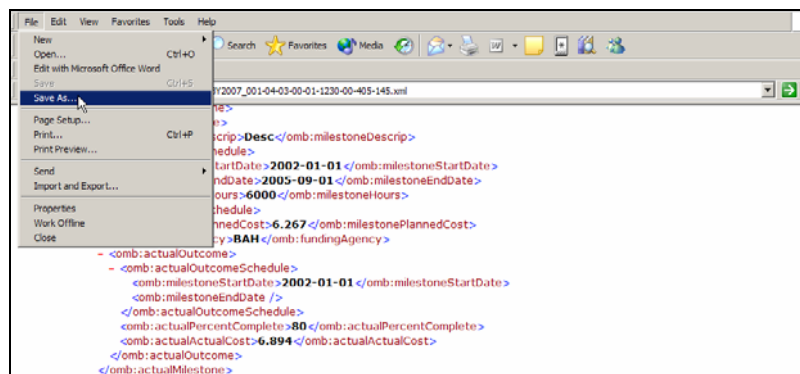 File Edit View Favorites Tools Help
New
Open... Ctrl+O
Edit with Microsoft Office Word
Save Ctrl+S
Save As...
Page Setup...
Print... Ctrl+P
Print Preview...
Send
Import and Export...
Properties
Work Offline
Close
Search Favorites Media
BY2007_001-04-03-00-01-1230-00-405-145.xml
me>
e>
scrip>Desc</omb:milestoneDescrip>
hedule>
tartDate>2002-01-01</omb:milestoneStartDate>
ndDate>2005-09-01</omb:milestoneEndDate>
ours>6000</omb:milestoneHours>
chedule>
nnedCost>6.267</omb:milestonePlannedCost>
cy>BAH</omb:fundingAgency>
- <omb:actualOutcome>
- <omb:actualOutcomeSchedule>
<omb:milestoneStartDate>2002-01-01</omb:milestoneStartDate>
<omb:milestoneEndDate />
</omb:actualOutcomeSchedule>
<omb:actualPercentComplete>80</omb:actualPercentComplete>
<omb:actualActualCost>6.894</omb:actualActualCost>
</omb:actualOutcome>
</omb:actualMilestone>